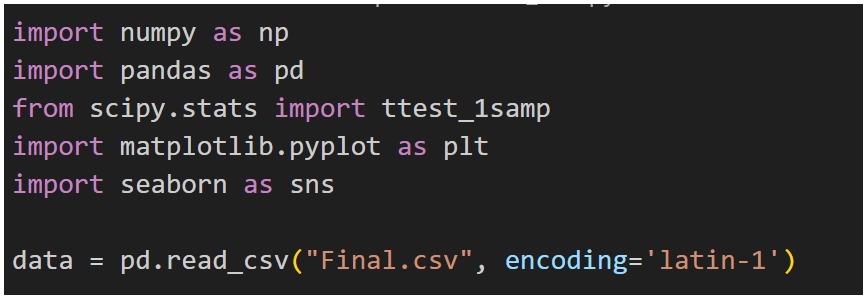 import numpy as np
import pandas as pd
from scipy.stats import ttest_1samp
import matplotlib.pyplot as plt
import seaborn as sns
data = pd.read_csv("Final.csv", encoding='latin-1')